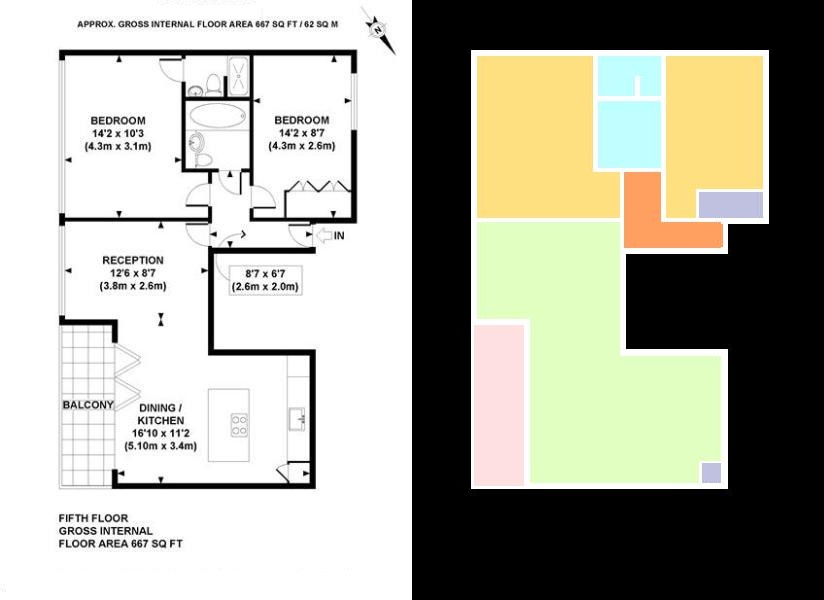 APPROX. GROSS INTERNAL FLOOR AREA 667 SQ FT / 62 SQ M
BEDROOM
14'2 x 10'3
(4.3m x 3.1m)
BEDROOM
14'2 x 8'7
(4.3m x 2.6m)
IN
RECEPTION
12'6 x 8'7
(3.8m x 2.6m)
8'7 x 6'7
(2.6m x 2.0m)
BALCONY
DINING /
KITCHEN
16'10 x 11'2
(5.10m x 3.4m)
FIFTH FLOOR
GROSS INTERNAL
FLOOR AREA 667 SQ FT